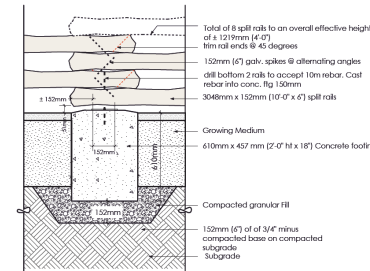 Total of 8 split rails to an overall effective height
of ± 1219mm (4'-0")
trim rail ends @ 45 degrees
152mm (6") galv. spikes @ alternating angles
drill bottom 2 rails to accept 10m rebar. Cast
rebar into conc. ftg 150mm
± 152mm
3048mm x 152mm (10'-0" x 6") split rails
51mm
Growing Medium
152mm
610mm
610mm x 457 mm (2'-0" ht x 18") Concrete footin
Compacted granular Fill
152mm
152mm (6") of of 3/4" minus
compacted base on compacted
subgrade
Subgrade